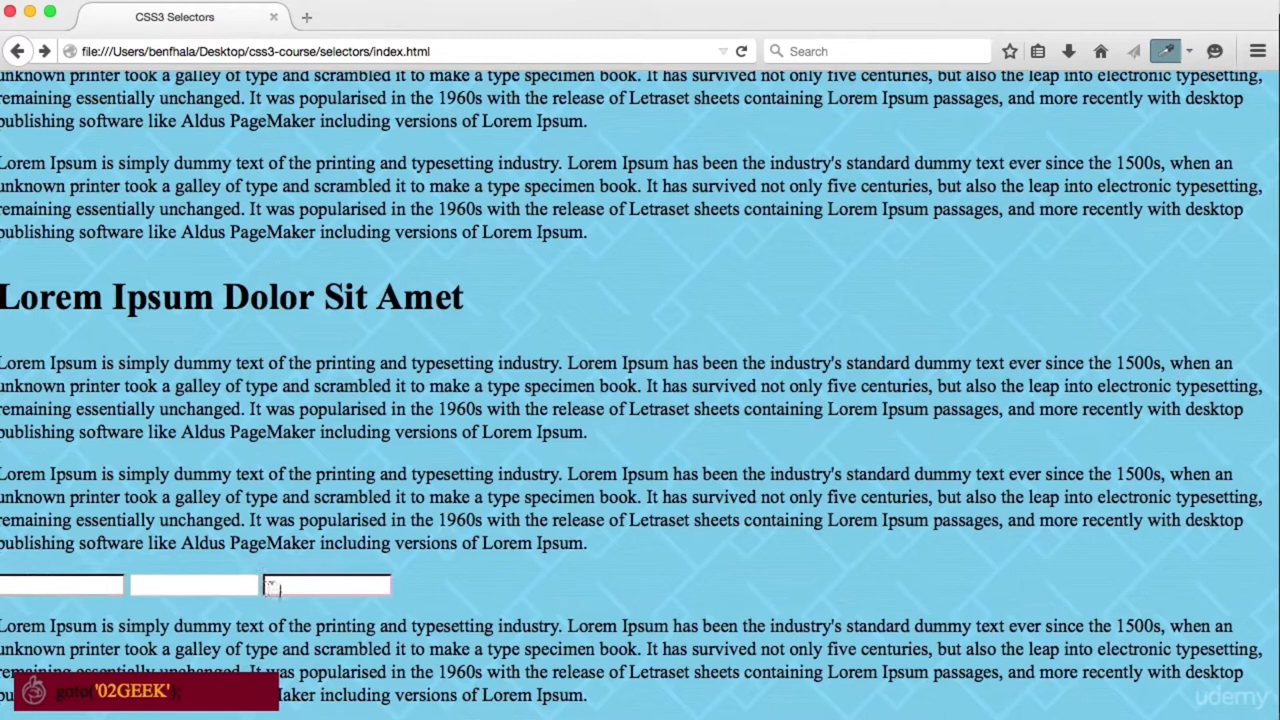 CSS3 Selectors
file:///Users/benfhala/Desktop/css3-course/selectors/index.html
Search
unknown printer took a galley of type and scrambled it to make a type specimen book. It has survived not only five centuries, but also the leap into electronic typesetting,
remaining essentially unchanged. It was popularised in the 1960s with the release of Letraset sheets containing Lorem Ipsum passages, and more recently with desktop
publishing software like Aldus PageMaker including versions of Lorem Ipsum.
Lorem Ipsum is simply dummy text of the printing and typesetting industry. Lorem Ipsum has been the industry's standard dummy text ever since the 1500s, when an
unknown printer took a galley of type and scrambled it to make a type specimen book. It has survived not only five centuries, but also the leap into electronic typesetting,
remaining essentially unchanged. It was popularised in the 1960s with the release of Letraset sheets containing Lorem Ipsum passages, and more recently with desktop
publishing software like Aldus PageMaker including versions of Lorem Ipsum.
Lorem Ipsum Dolor Sit Amet
Lorem Ipsum is simply dummy text of the printing and typesetting industry. Lorem Ipsum has been the industry's standard dummy text ever since the 1500s, when an
unknown printer took a galley of type and scrambled it to make a type specimen book. It has survived not only five centuries, but also the leap into electronic typesetting,
remaining essentially unchanged. It was popularised in the 1960s with the release of Letraset sheets containing Lorem Ipsum passages, and more recently with desktop
publishing software like Aldus PageMaker including versions of Lorem Ipsum.
Lorem Ipsum is simply dummy text of the printing and typesetting industry. Lorem Ipsum has been the industry's standard dummy text ever since the 1500s, when an
unknown printer took a galley of type and scrambled it to make a type specimen book. It has survived not only five centuries, but also the leap into electronic typesetting,
remaining essentially unchanged. It was popularised in the 1960s with the release of Letraset sheets containing Lorem Ipsum passages, and more recently with desktop
publishing software like Aldus PageMaker including versions of Lorem Ipsum.
Lorem Ipsum is simply dummy text of the printing and typesetting industry. Lorem Ipsum has been the industry's standard dummy text ever since the 1500s, when an
unknown printer took a galley of type and scrambled it to make a type specimen book. It has survived not only five centuries, but also the leap into electronic typesetting,
remaining essentially unchanged. It was popularised in the 1960s with the release of Letraset sheets containing Lorem Ipsum passages, and more recently with desktop
goto('02GEEK'); like Aldus PageMaker including versions of Lorem Ipsum.
udemy